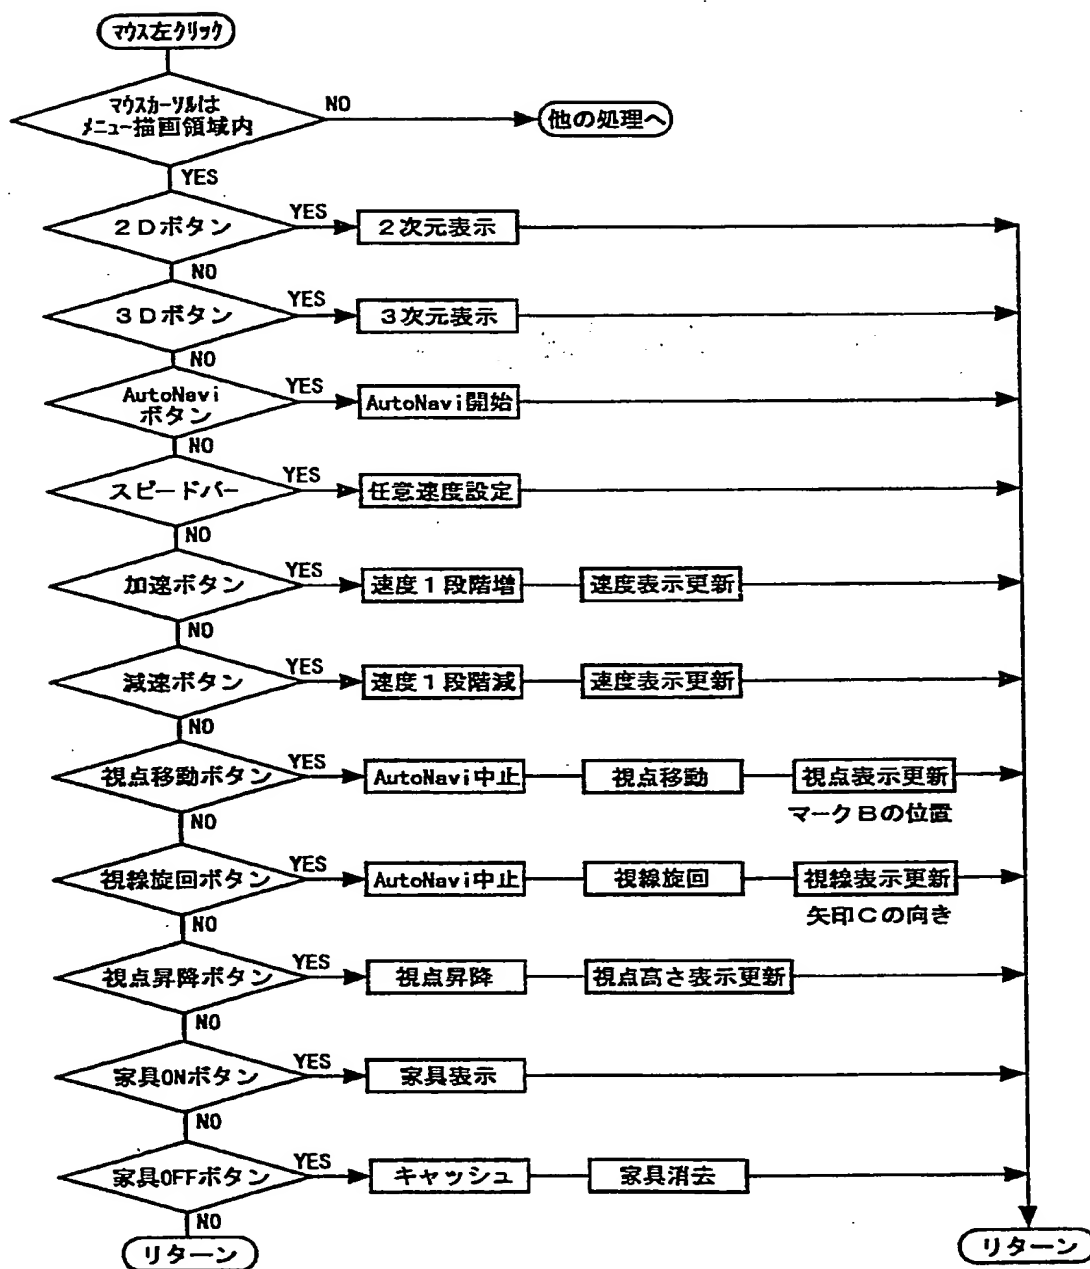 マウス左クリック
マウスカーソルは
メニュー描画領域内
NO
他の処理へ
YES
2Dボタン
YES
2次元表示
NO
3Dボタン
YES
3次元表示
NO
AutoNavi
ボタン
YES
AutoNavi開始
NO
スピードバー
YES
任意速度設定
NO
加速ボタン
YES
速度1段階増
速度表示更新
NO
減速ボタン
YES
速度1段階減
速度表示更新
NO
視点移動ボタン
YES
AutoNavi中止
視点移動
視点表示更新
マークBの位置
NO
視線旋回ボタン
YES
AutoNavi中止
視線旋回
視線表示更新
矢印Cの向き
NO
視点昇降ボタン
YES
視点昇降
視点高さ表示更新
NO
家具ONボタン
YES
家具表示
NO
家具OFFボタン
YES
キャッシュ
家具消去
NO
リターン
リターン